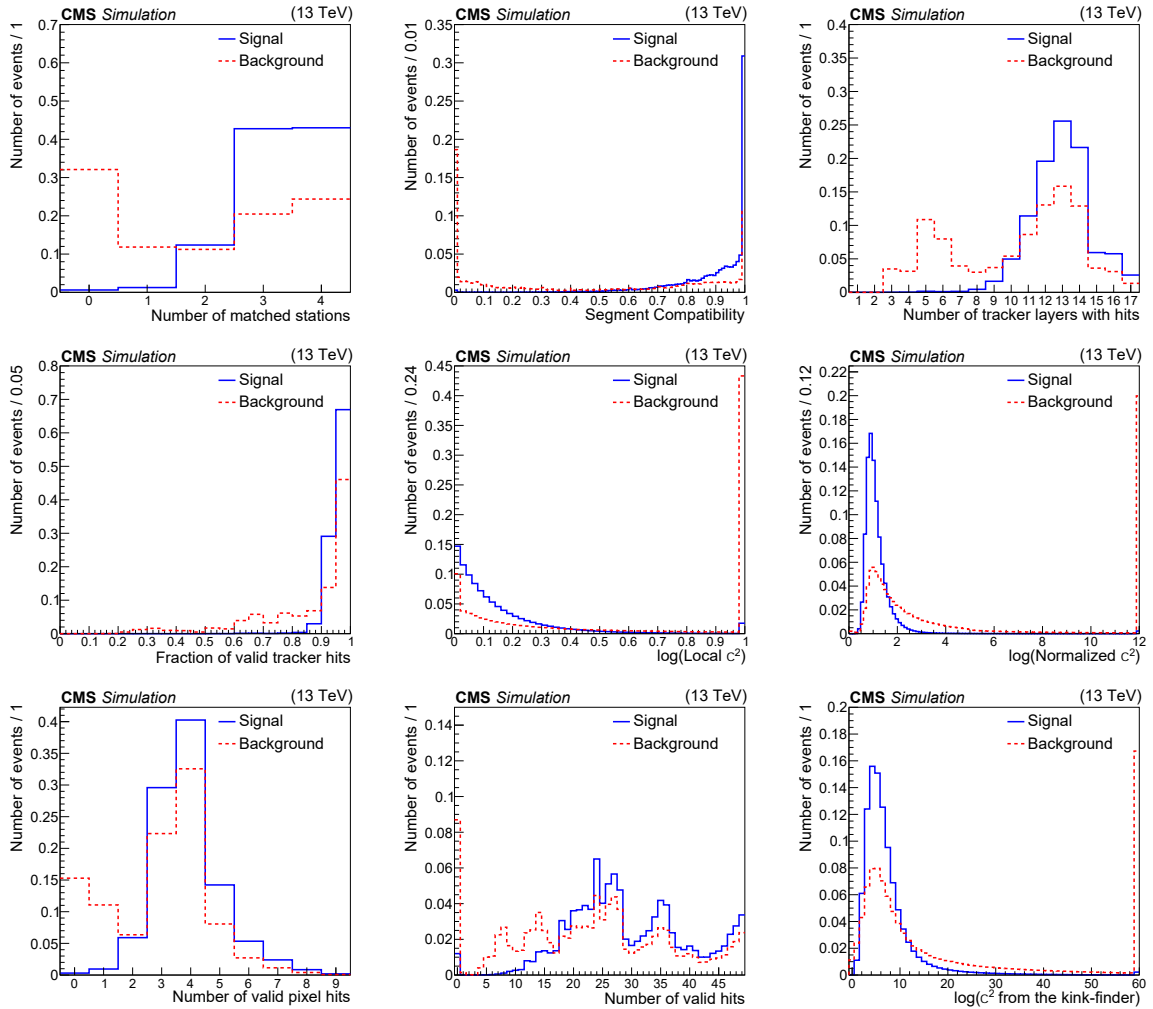 CMS Simulation (13 TeV)
Number of events / 1
0.7
0.6
0.5
0.4
0.3
0.2
0.1
0
Signal
Background
0 1 2 3 4
Number of matched stations
CMS Simulation (13 TeV)
Number of events / 0.01
0.35
0.3
0.25
0.2
0.15
0.1
0.05
0
Signal
Background
0 0.1 0.2 0.3 0.4 0.5 0.6 0.7 0.8 0.9 1
Segment Compatibility
CMS Simulation (13 TeV)
Number of events / 1
0.4
0.35
0.3
0.25
0.2
0.15
0.1
0.05
0
Signal
Background
1 2 3 4 5 6 7 8 9 10 11 12 13 14 15 16 17
Number of tracker layers with hits
CMS Simulation (13 TeV)
Number of events / 0.05
0.8
0.7
0.6
0.5
0.4
0.3
0.2
0.1
0
Signal
Background
0 0.1 0.2 0.3 0.4 0.5 0.6 0.7 0.8 0.9 1
Fraction of valid tracker hits
CMS Simulation (13 TeV)
Number of events / 0.24
0.45
0.4
0.35
0.3
0.25
0.2
0.15
0.1
0.05
0
Signal
Background
0 0.1 0.2 0.3 0.4 0.5 0.6 0.7 0.8 0.9 1
log(Local c²)
CMS Simulation (13 TeV)
Number of events / 0.12
0.22
0.2
0.18
0.16
0.14
0.12
0.1
0.08
0.06
0.04
0.02
0
Signal
Background
0 2 4 6 8 10 12
log(Normalized c²)
CMS Simulation (13 TeV)
Number of events / 1
0.4
0.35
0.3
0.25
0.2
0.15
0.1
0.05
0
Signal
Background
0 1 2 3 4 5 6 7 8 9
Number of valid pixel hits
CMS Simulation (13 TeV)
Number of events / 1
0.14
0.12
0.1
0.08
0.06
0.04
0.02
0
Signal
Background
0 5 10 15 20 25 30 35 40 45
Number of valid hits
CMS Simulation (13 TeV)
Number of events / 1
0.2
0.18
0.16
0.14
0.12
0.1
0.08
0.06
0.04
0.02
0
Signal
Background
0 10 20 30 40 50 60
log(c² from the kink-finder)